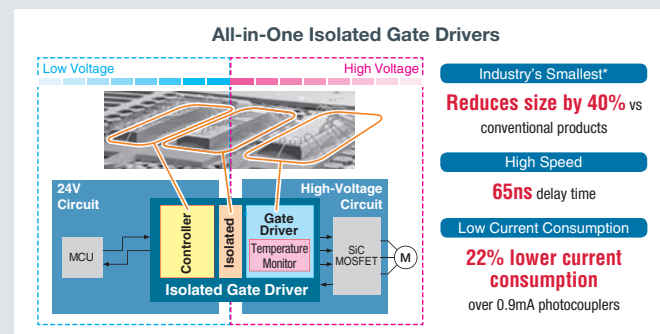 All-in-One Isolated Gate Drivers
Low Voltage
High Voltage
24V
Circuit
High-Voltage
Circuit
MCU
Controller
Isolated
Gate
Driver
Temperature
Monitor
SiC
MOSFET
M
Isolated Gate Driver
Industry's Smallest*
Reduces size by 40% vs
conventional products
High Speed
65ns delay time
Low Current Consumption
22% lower current
consumption
over 0.9mA photocouplers